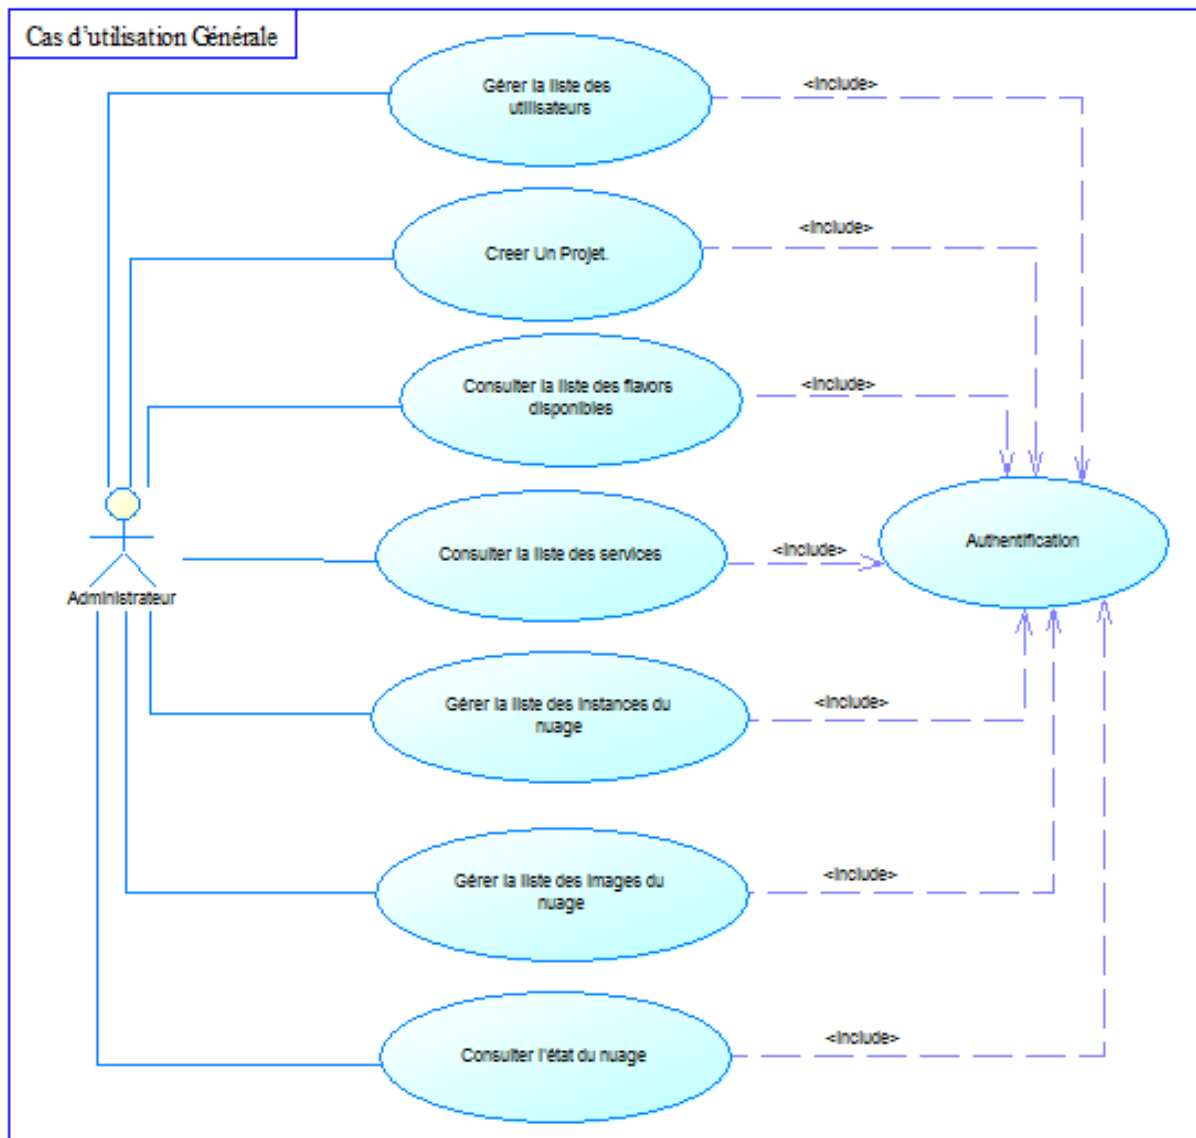 Cas d'utilisation Générale
Gérer la liste des
utilisateurs
<include>
Creer Un Projet.
<include>
Consulter la liste des flavors
disponibles
<include>
Consulter la liste des services
<include>
Authentification
Administrateur
Gérer la liste des instances du
nuage
<include>
Gérer la liste des images du
nuage
<include>
Consulter l'état du nuage
<include>